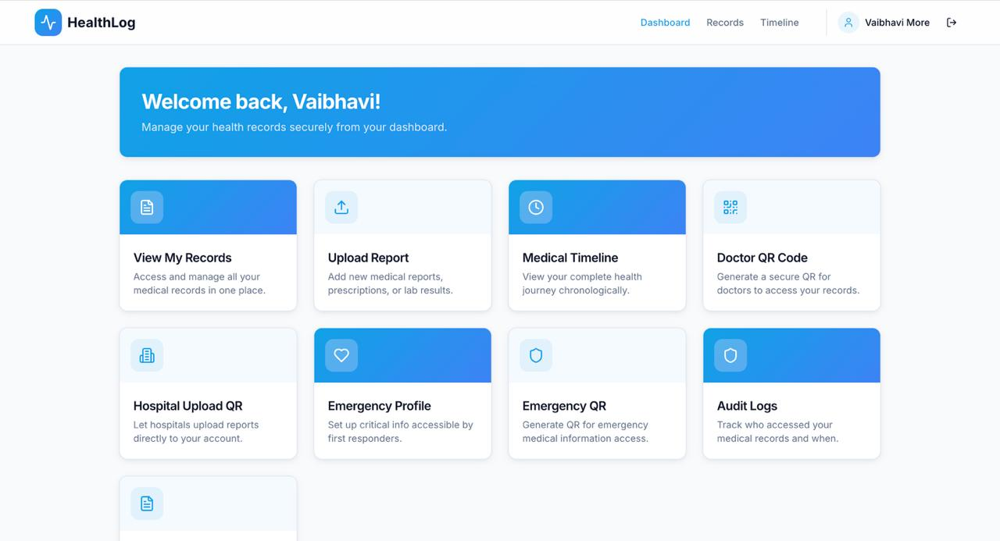 HealthLog
Dashboard
Records
Timeline
Vaibhavi More
Welcome back, Vaibhavi!
Manage your health records securely from your dashboard.
View My Records
Access and manage all your
medical records in one place.
Upload Report
Add new medical reports,
prescriptions, or lab results.
Medical Timeline
View your complete health
journey chronologically.
Doctor QR Code
Generate a secure QR for
doctors to access your records.
Hospital Upload QR
Let hospitals upload reports
directly to your account.
Emergency Profile
Set up critical info accessible by
first responders.
Emergency QR
Generate QR for emergency
medical information access.
Audit Logs
Track who accessed your
medical records and when.